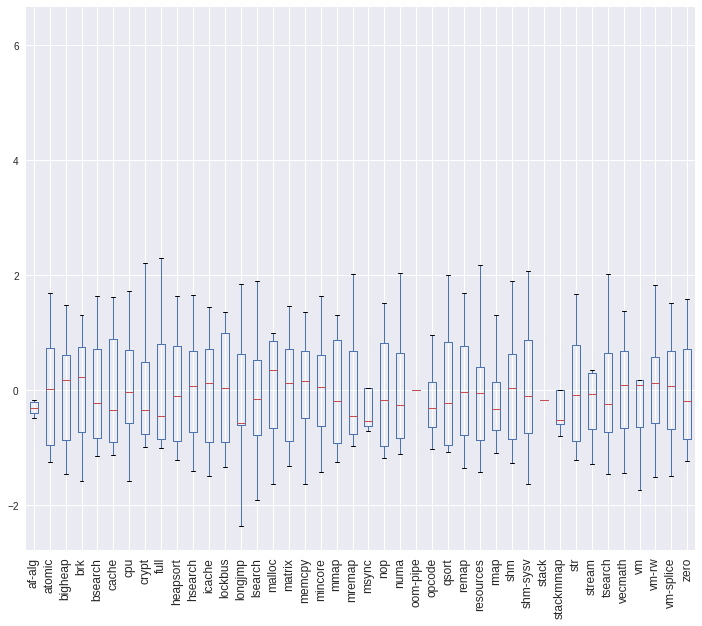 6
4
2
0
−2
af-alg
atomic
bigheap
brk
bsearch
cache
cpu
crypt
full
heapsort
hsearch
icache
lockbus
longjmp
lsearch
malloc
matrix
memcpy
mincore
mmap
mremap
msync
nop
numa
oom-pipe
opcode
qsort
remap
resources
rmap
shm
shm-sysv
stack
stackmmap
str
stream
tsearch
vecmath
vm
vm-rw
vm-splice
zero